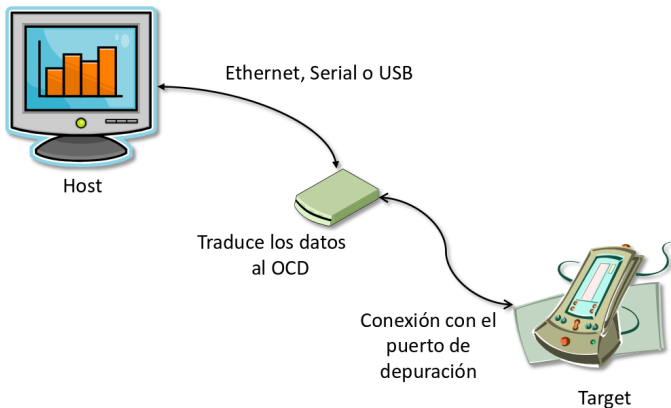 Ethernet, Serial o USB
Host
Traduce los datos
al OCD
Conexión con el
puerto de
depuración
Target